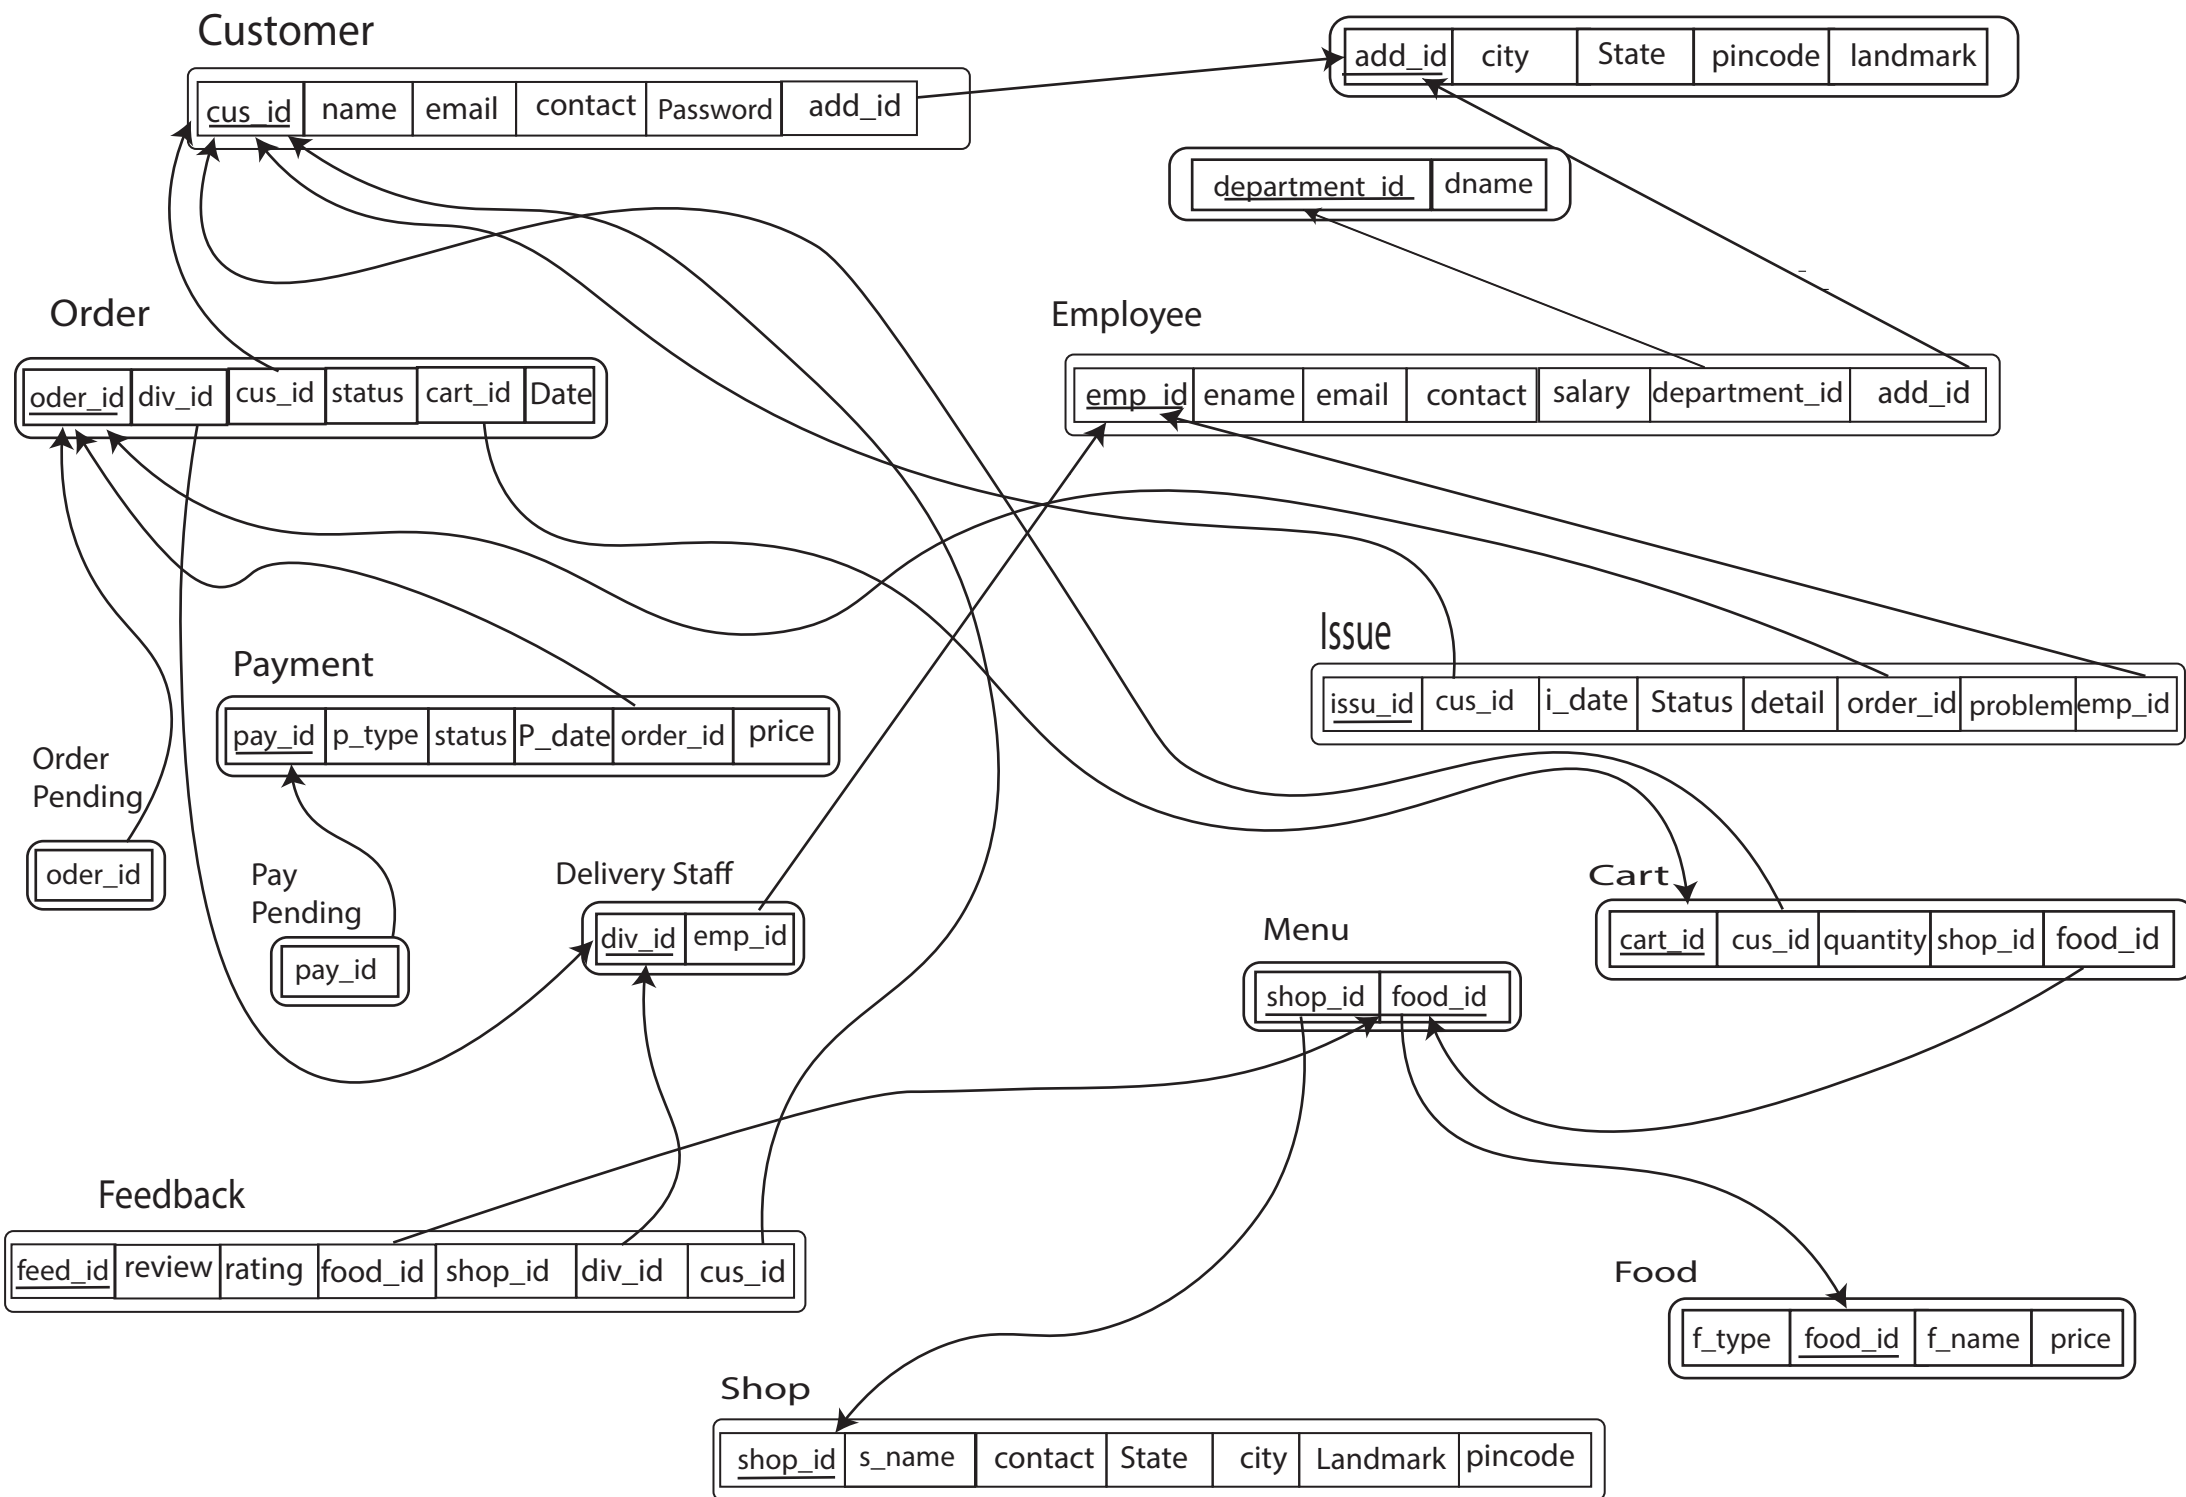 Customer
cus_id name email contact Password add_id
add_id city State pincode landmark
department_id dname
Order
oder_id div_id cus_id status cart_id Date
Employee
emp_id ename email contact salary department_id add_id
Issue
issu_id cus_id i_date Status detail order_id problem emp_id
Payment
pay_id p_type status P_date order_id price
Order
Pending
oder_id
Pay
Pending
pay_id
Delivery Staff
div_id emp_id
Cart
cart_id cus_id quantity shop_id food_id
Menu
shop_id food_id
Feedback
feed_id review rating food_id shop_id div_id cus_id
Food
f_type food_id f_name price
Shop
shop_id s_name contact State city Landmark pincode